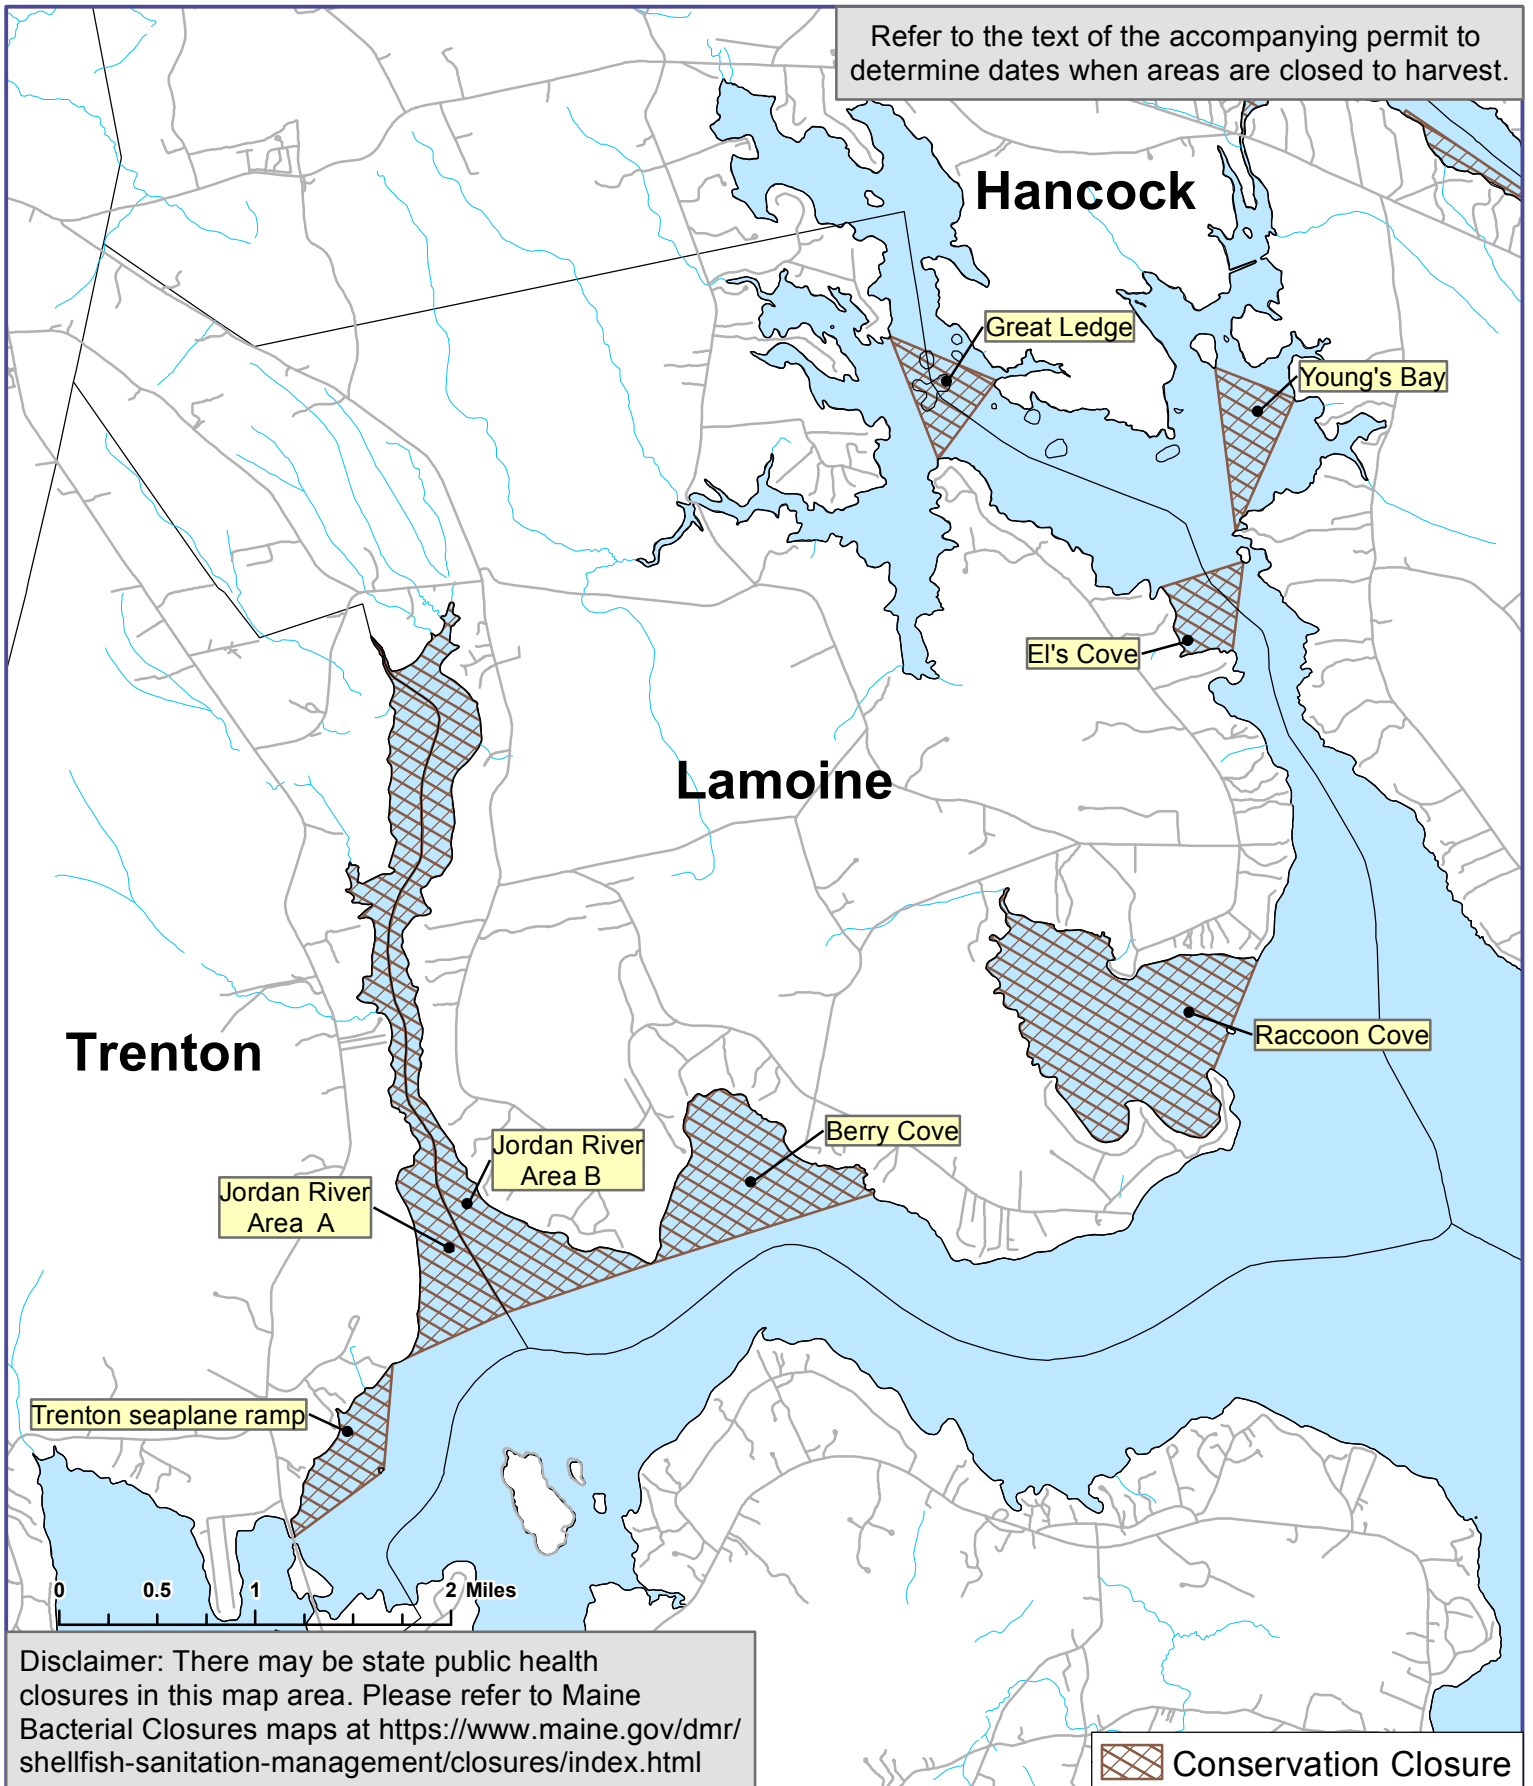 Refer to the text of the accompanying permit to
determine dates when areas are closed to harvest.
Hancock
Great Ledge
Young's Bay
El's Cove
Lamoine
Raccoon Cove
Trenton
Berry Cove
Jordan River
Area B
Jordan River
Area A
Trenton seaplane ramp
0 0.5 1 2 Miles
Disclaimer: There may be state public health
closures in this map area. Please refer to Maine
Bacterial Closures maps at https://www.maine.gov/dmr/
shellfish-sanitation-management/closures/index.html
Conservation Closure